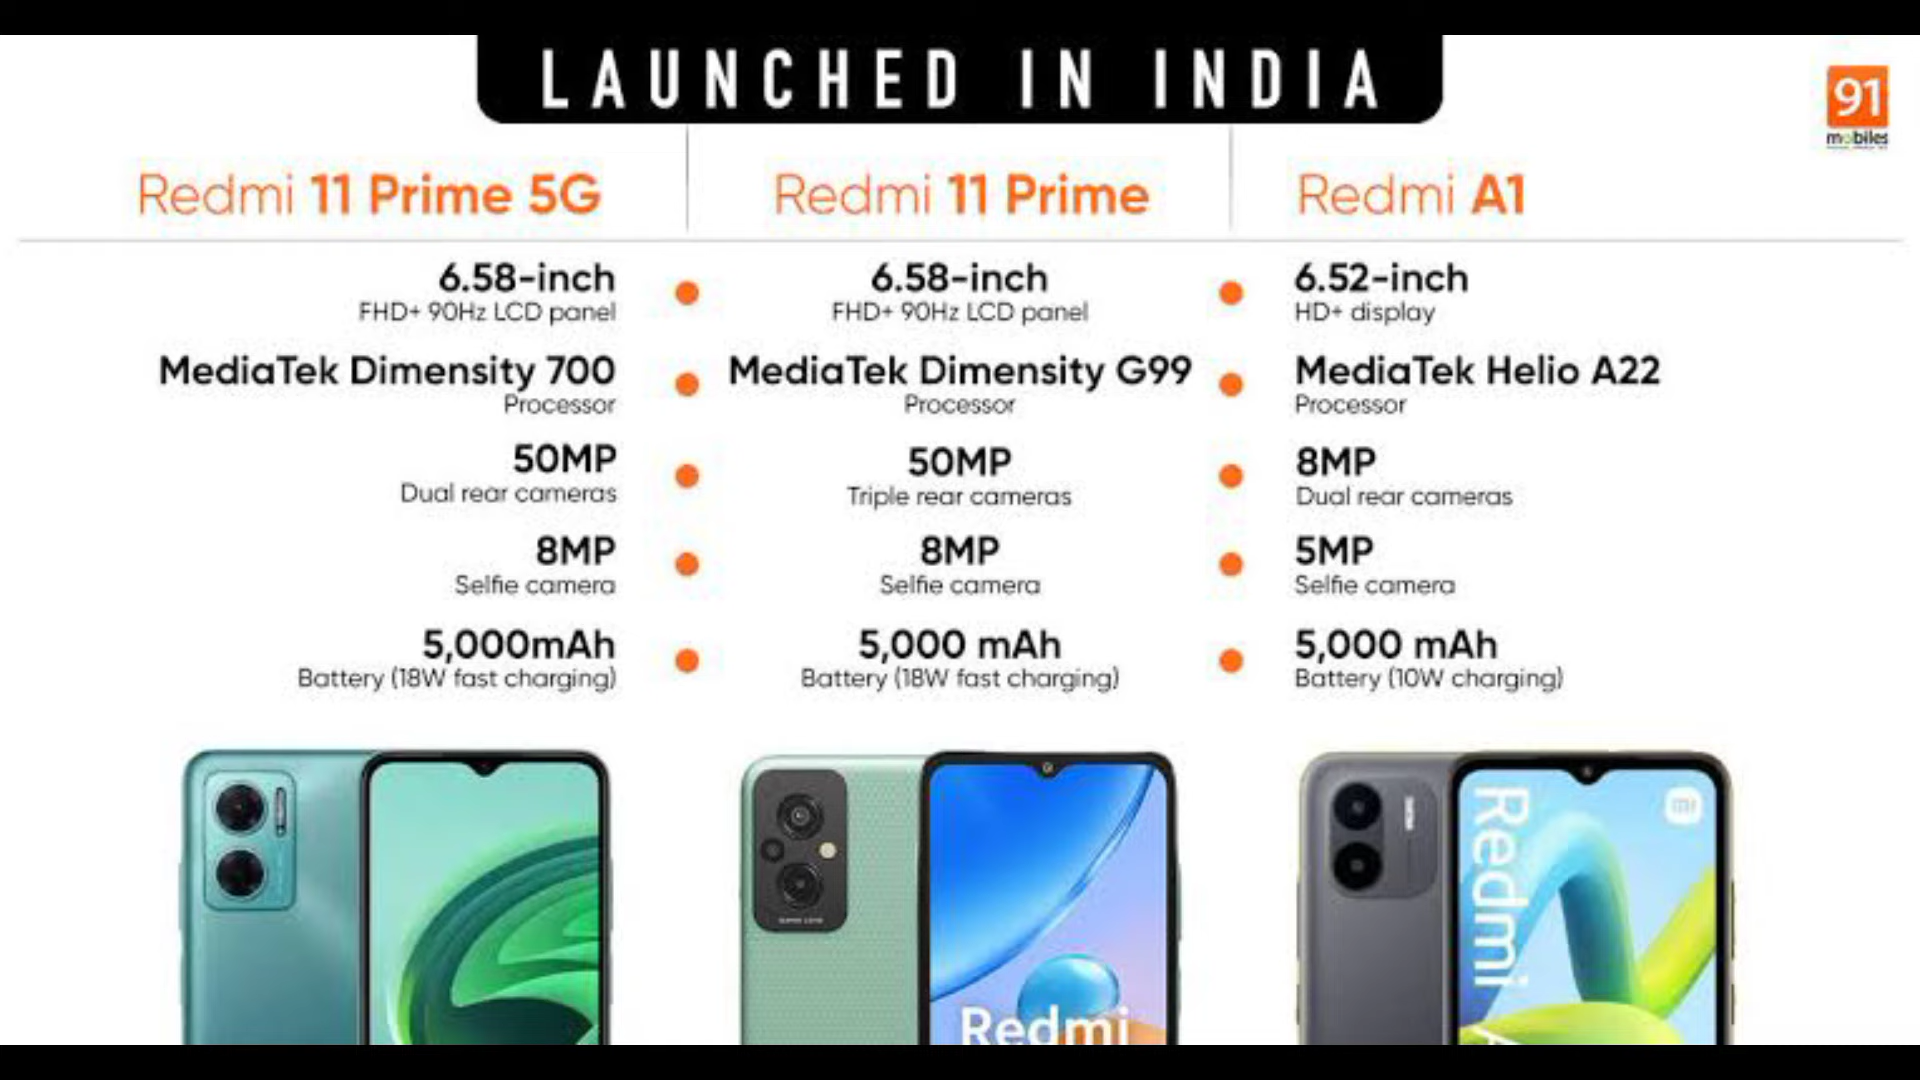 LAUNCHED IN INDIA
91
mobiles
Redmi 11 Prime 5G
Redmi 11 Prime
Redmi A1
6.58-inch
FHD+ 90Hz LCD panel
6.58-inch
FHD+ 90Hz LCD panel
6.52-inch
HD+ display
MediaTek Dimensity 700
Processor
MediaTek Dimensity G99
Processor
MediaTek Helio A22
Processor
50MP
Dual rear cameras
50MP
Triple rear cameras
8MP
Dual rear cameras
8MP
Selfie camera
8MP
Selfie camera
5MP
Selfie camera
5,000mAh
Battery (18W fast charging)
5,000 mAh
Battery (18W fast charging)
5,000 mAh
Battery (10W charging)
Redmi
Redmi A
mi